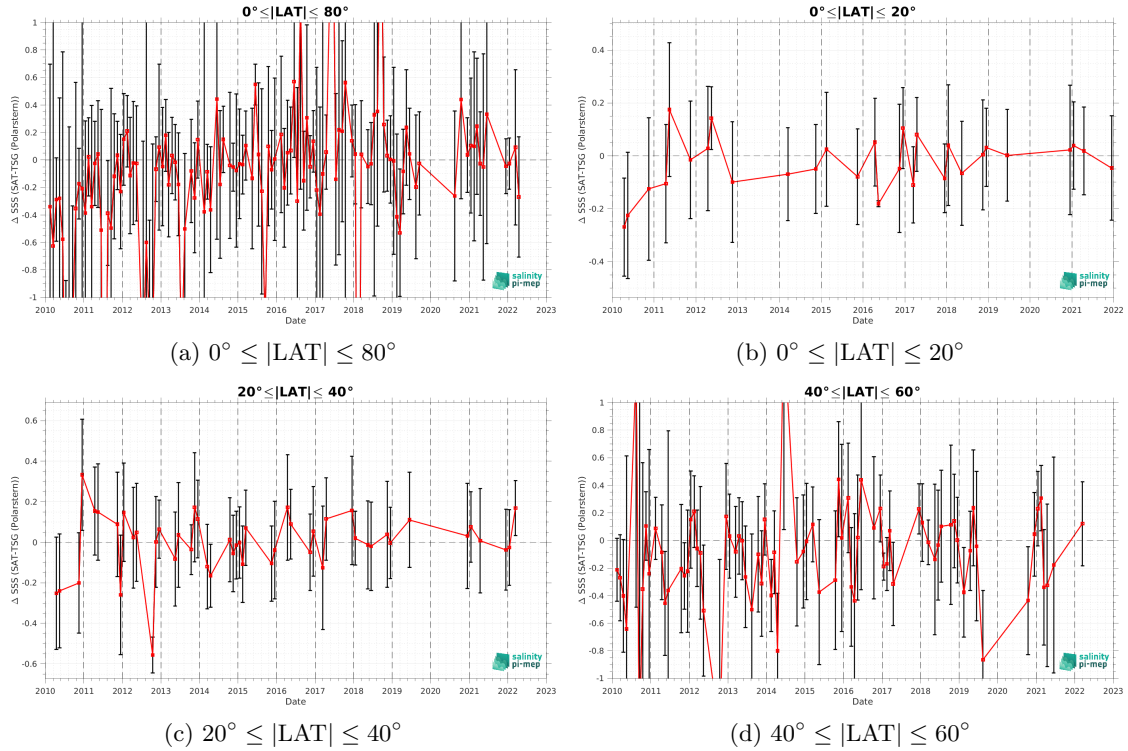 0°≤|LAT|≤ 80°
Δ SSS (SAT-TSG (Polarstern))
1
0.8
0.6
0.4
0.2
0
-0.2
-0.4
-0.6
-0.8
-1
2010 2011 2012 2013 2014 2015 2016 2017 2018 2019 2020 2021 2022 2023
Date
salinity
pi-mep
(a) 0° ≤ |LAT| ≤ 80°
0°≤|LAT|≤ 20°
Δ SSS (SAT-TSG (Polarstern))
0.4
0.2
0
-0.2
-0.4
2010 2011 2012 2013 2014 2015 2016 2017 2018 2019 2020 2021 2022
Date
salinity
pi-mep
(b) 0° ≤ |LAT| ≤ 20°
20°≤|LAT|≤ 40°
Δ SSS (SAT-TSG (Polarstern))
0.6
0.4
0.2
0
-0.2
-0.4
-0.6
2010 2011 2012 2013 2014 2015 2016 2017 2018 2019 2020 2021 2022 2023
Date
salinity
pi-mep
(c) 20° ≤ |LAT| ≤ 40°
40°≤|LAT|≤ 60°
Δ SSS (SAT-TSG (Polarstern))
1
0.8
0.6
0.4
0.2
0
-0.2
-0.4
-0.6
-0.8
-1
2010 2011 2012 2013 2014 2015 2016 2017 2018 2019 2020 2021 2022 2023
Date
salinity
pi-mep
(d) 40° ≤ |LAT| ≤ 60°